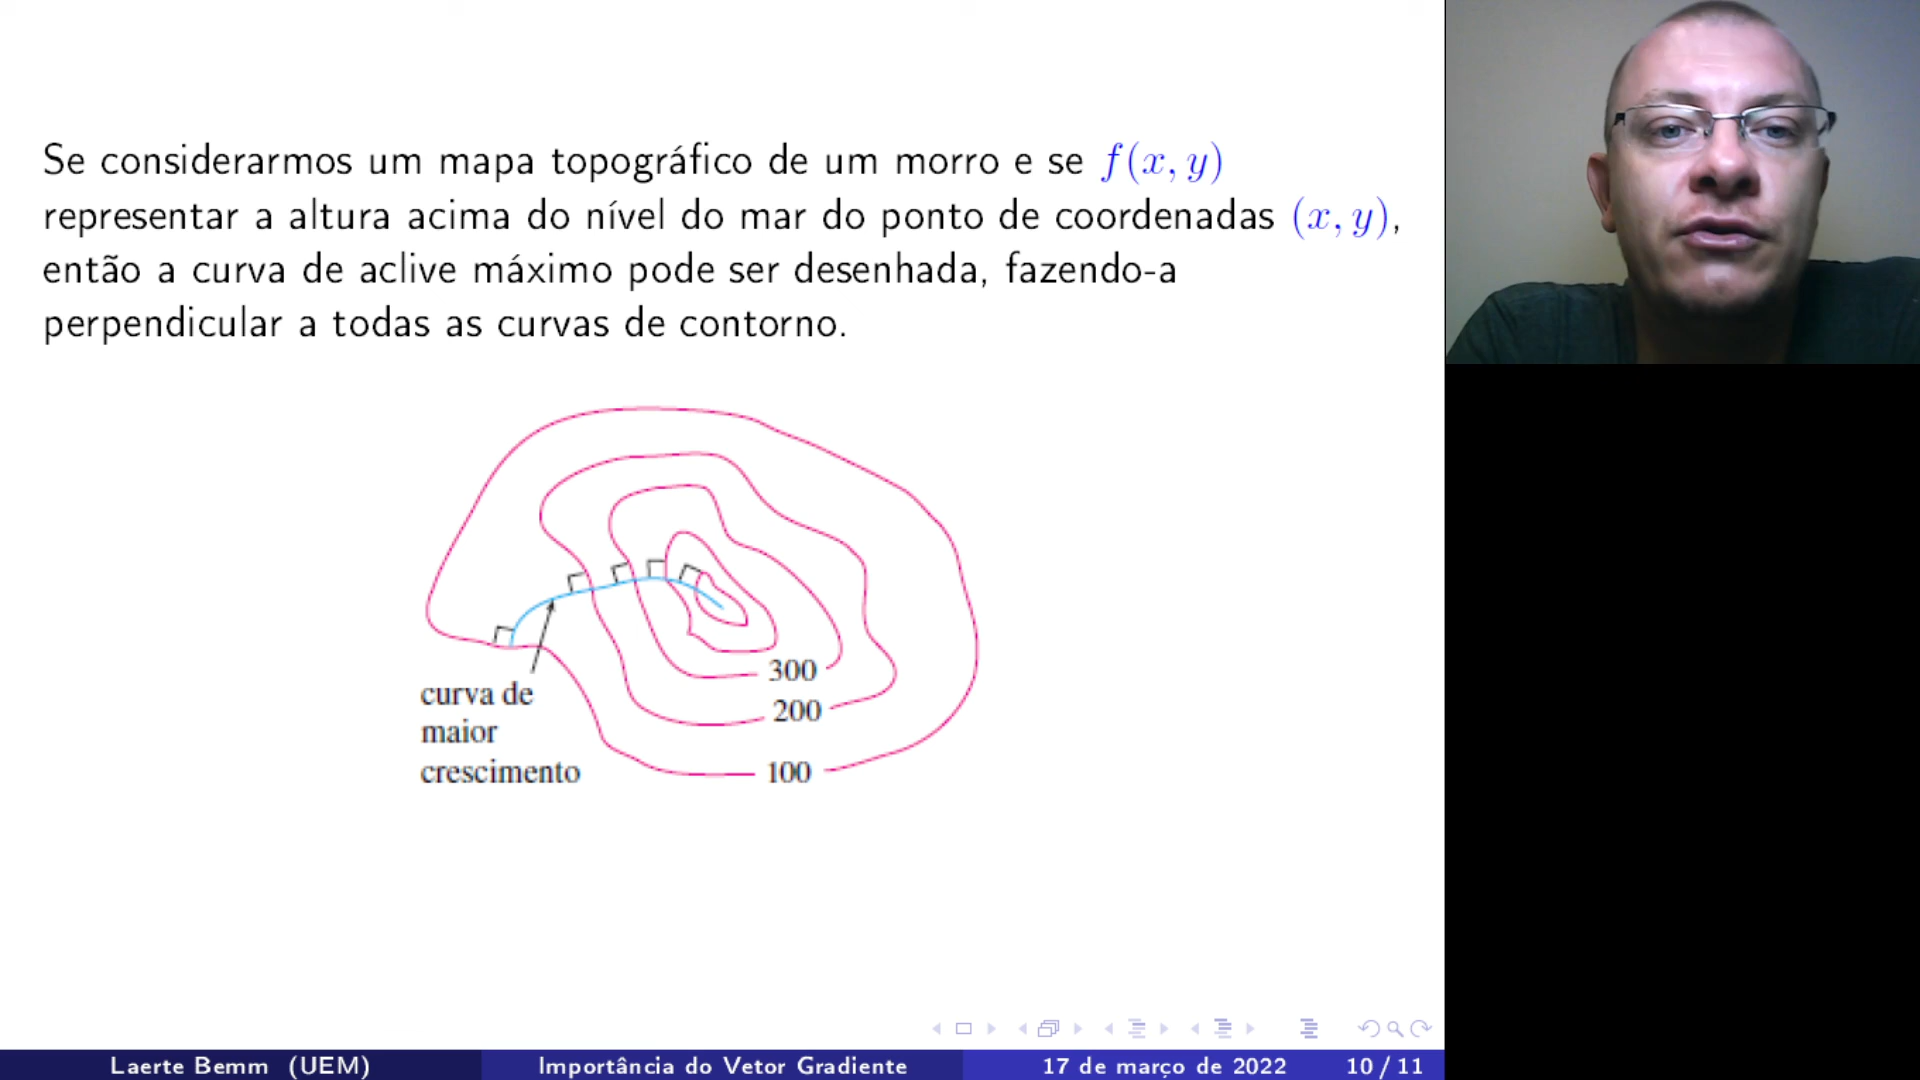 Se considerarmos um mapa topográfico de um morro e se f(x, y)
representar a altura acima do nível do mar do ponto de coordenadas (x, y),
então a curva de aclive máximo pode ser desenhada, fazendo-a
perpendicular a todas as curvas de contorno.
300
200
100
curva de
maior
crescimento
Laerte Bemm (UEM) Importância do Vetor Gradiente 17 de março de 2022 10 / 11